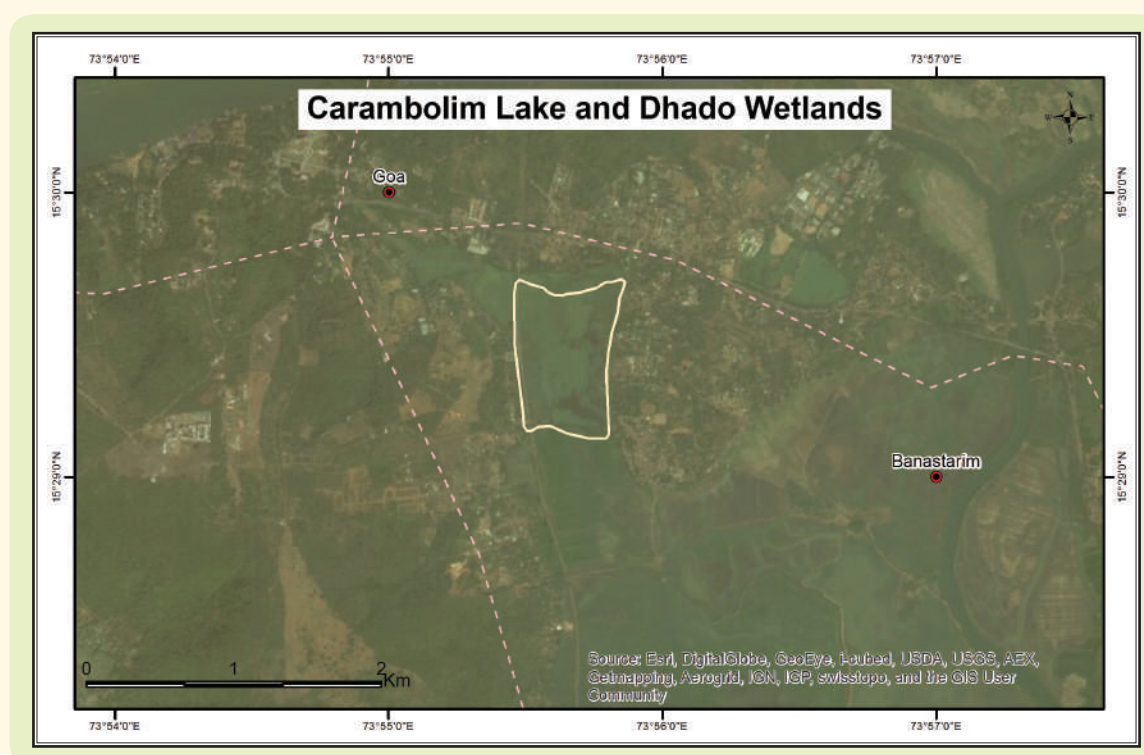 73°54'0"E 73°55'0"E 73°56'0"E 73°57'0"E
Carambolim Lake and Dhado Wetlands
N
W E
S
Goa
15°30'0"N 15°30'0"N
Banastarim
15°29'0"N 15°29'0"N
0 1 2
Km
Source: Esri, DigitalGlobe, GeoEye, i-cubed, USDA, USGS, AEX,
Getmapping, Aerogrid, IGN, IGP, swisstopo, and the GIS User
Community
73°54'0"E 73°55'0"E 73°56'0"E 73°57'0"E